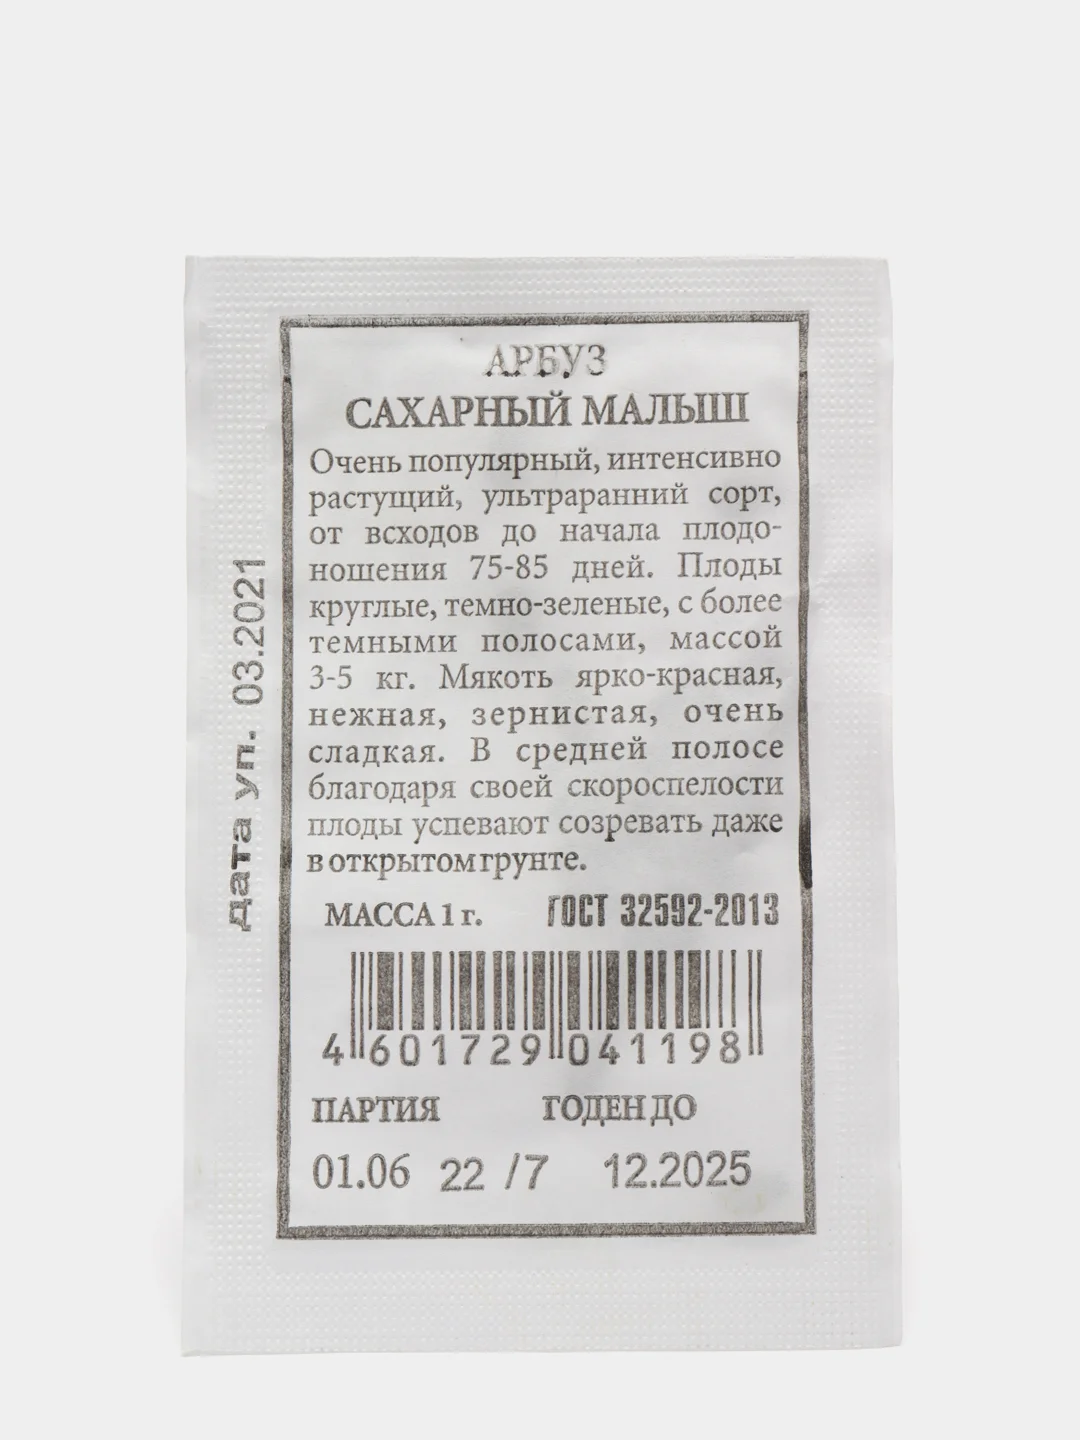 АРБУЗ
САХАРНЫЙ МАЛЫШ
Очень популярный, интенсивно
растущий, ультраранний сорт,
от всходов до начала плодо-
ношения 75-85 дней. Плоды
круглые, темно-зеленые, с более
темными полосами, массой
3-5 кг. Мякоть ярко-красная,
нежная, зернистая, очень
сладкая. В средней полосе
благодаря своей скороспелости
плоды успевают созревать даже
в открытом грунте.
МАССА 1 г. ГОСТ 32592-2013
4 601729 041198
ПАРТИЯ ГОДЕН ДО
01.06 22 /7 12.2025
Дата уп. 03.2021